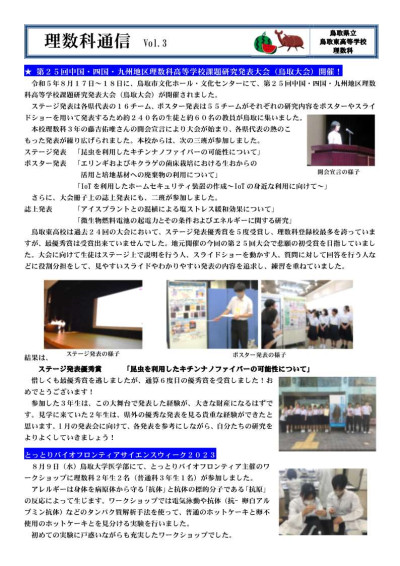 理数科通信 Vol.3
鳥取県立
鳥取東高等学校
理数科
★ 第２５回中国・四国・九州地区理数科高等学校課題研究発表大会（鳥取大会）開催！
令和５年８月１７日～１８日に、鳥取市文化ホール・文化センターにて、第２５回中国・四国・九州地区理数
科高等学校課題研究発表大会（鳥取大会）が開催されました。
ステージ発表は各県代表の１６チーム、ポスター発表は５５チームがそれぞれの研究内容をポスターやスライ
ドショーを用いて発表するため約２４０名の生徒と約６０名の教員が鳥取に集いました。
本校理数科３年の藤古祐唯さんの開会宣言により大会が始まり、各県代表の熱のこ
もった発表が繰り広げられました。本校からは、次の三班が参加しました。
ステージ発表 「昆虫を利用したキチンナノファイバーの可能性について」
ポスター発表 「エリンギおよびキクラゲの菌床栽培における生おからの
活用と培地基材への廃棄物の利用について」
「IoTを利用したホームセキュリティ装置の作成～IoTの身近な利用に向けて～」
開会宣言の様子
さらに、大会冊子上の誌上発表にも、二班が参加しました。
誌上発表 「アイスプラントとの混植による塩ストレス緩和効果について」
「微生物燃料電池の起電力とその条件およびエネルギーに関する研究」
鳥取東高校は過去２４回の大会において、ステージ発表優秀賞を５度受賞し、理数科登録校最多を誇っていま
すが、最優秀賞は受賞出来ていませんでした。地元開催の今回の第２５回大会で悲願の初受賞を目指していまし
た。大会に向けて生徒はステージ上で説明を行う人、スライドショーを動かす人、質問に対して回答を行う人な
どに役割分担をして、見やすいスライドやわかりやすい発表の内容を追求し、練習を重ねていました。
ステージ発表の様子
ポスター発表の様子
結果は、
ステージ発表優秀賞 「昆虫を利用したキチンナノファイバーの可能性について」
惜しくも最優秀賞を逃しましたが、通算６度目の優秀賞を受賞しました！お
めでとうございます！
参加した３年生は、この大舞台で発表した経験が、大きな財産になるはずで
す。見学に来ていた２年生は、県外の優秀な発表を見る貴重な経験ができたと
思います。１月の発表会に向けて、各発表を参考にしながら、自分たちの研究を
よりよくしていきましょう！
とっとりバイオフロンティアサイエンスウィーク２０２３
８月９日（水）鳥取大学医学部にて、とっとりバイオフロンティア主催のワ
ークショップに理数科２年生２名（普通科３年生１名）が参加しました。
アレルギーは身体を病原体から守る「抗体」と抗体の標的分子である「抗原」
の反応によって生じます。ワークショップでは電気泳動や抗体（抗－卵白アル
ブミン抗体）などのタンパク質解析手法を使って、普通のホットケーキと卵不
使用のホットケーキとを見分ける実験を行いました。
初めての実験に戸惑いながらも充実したワークショップでした。